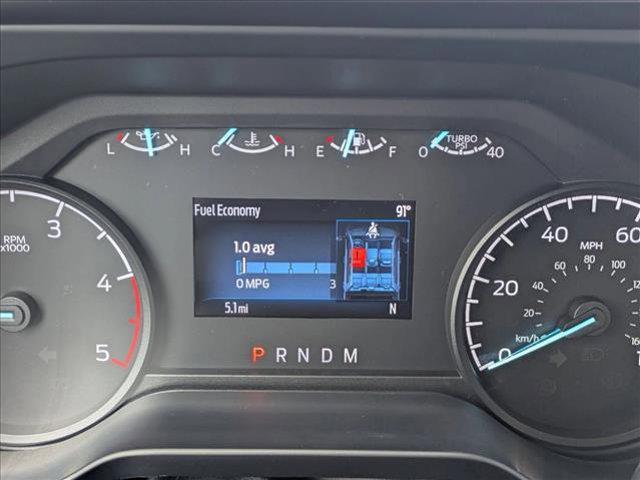 L H C H E F 0 TURBO PSI 40
Fuel Economy 91°
1.0 avg
0 MPG 3
5.1 mi N
P R N D M
RPM
x1000
3
4
5
0
20
40
60
MPH
20
40
60
80
100
km/h